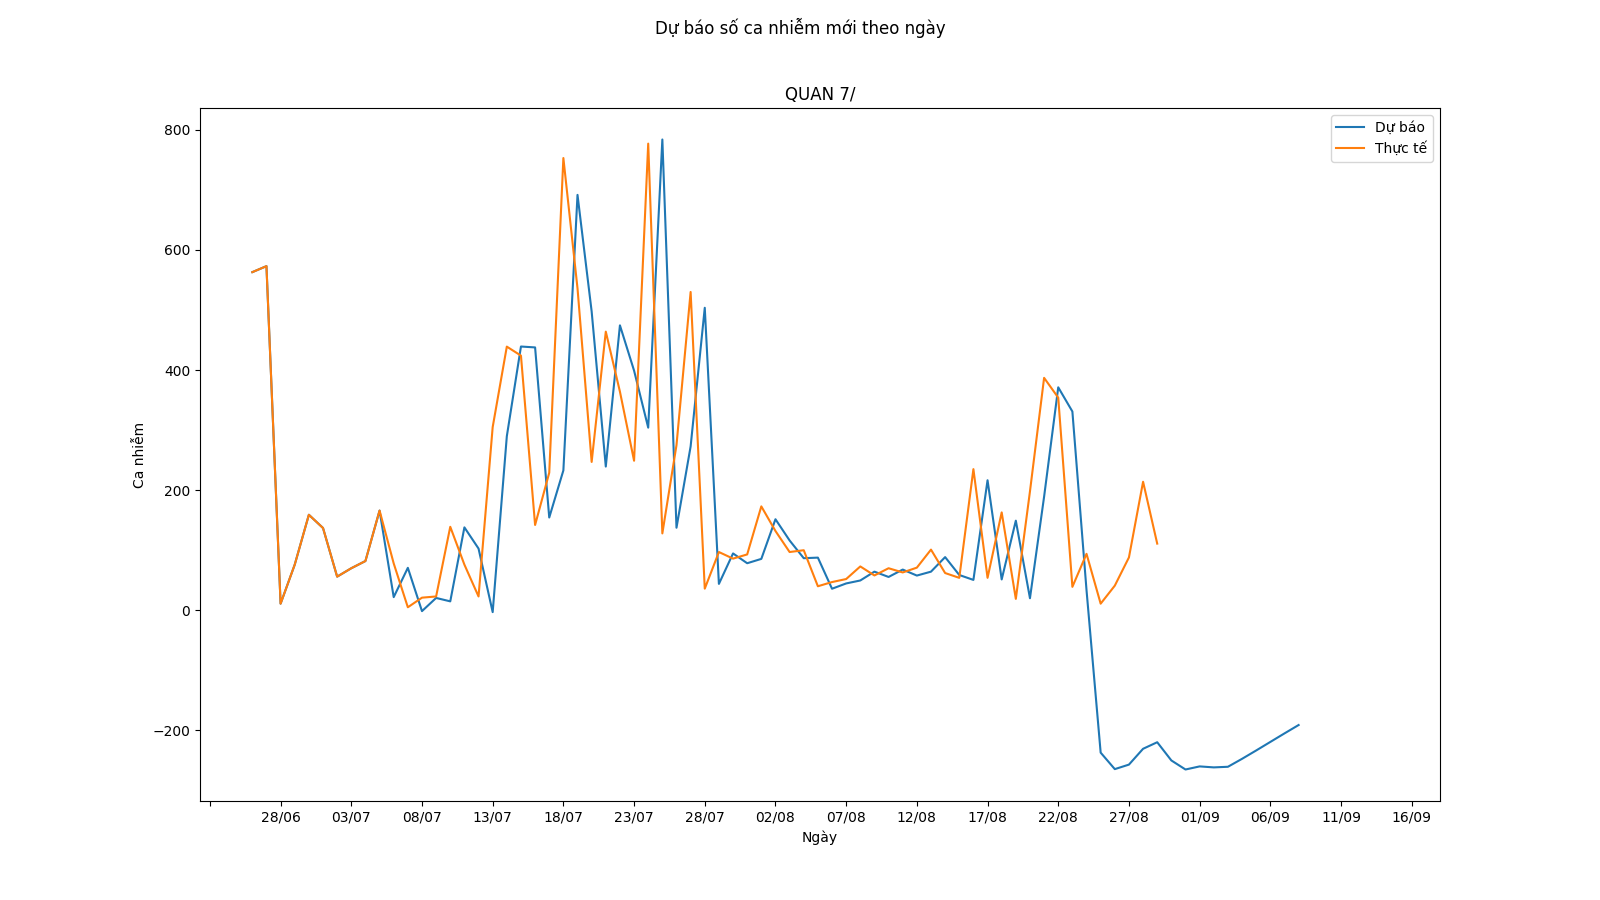 Dự báo số ca nhiễm mới theo ngày
QUAN 7/
Dự báo
Thực tế
800
600
400
200
0
−200
Ca nhiễm
28/06 03/07 08/07 13/07 18/07 23/07 28/07 02/08 07/08 12/08 17/08 22/08 27/08 01/09 06/09 11/09 16/09
Ngày